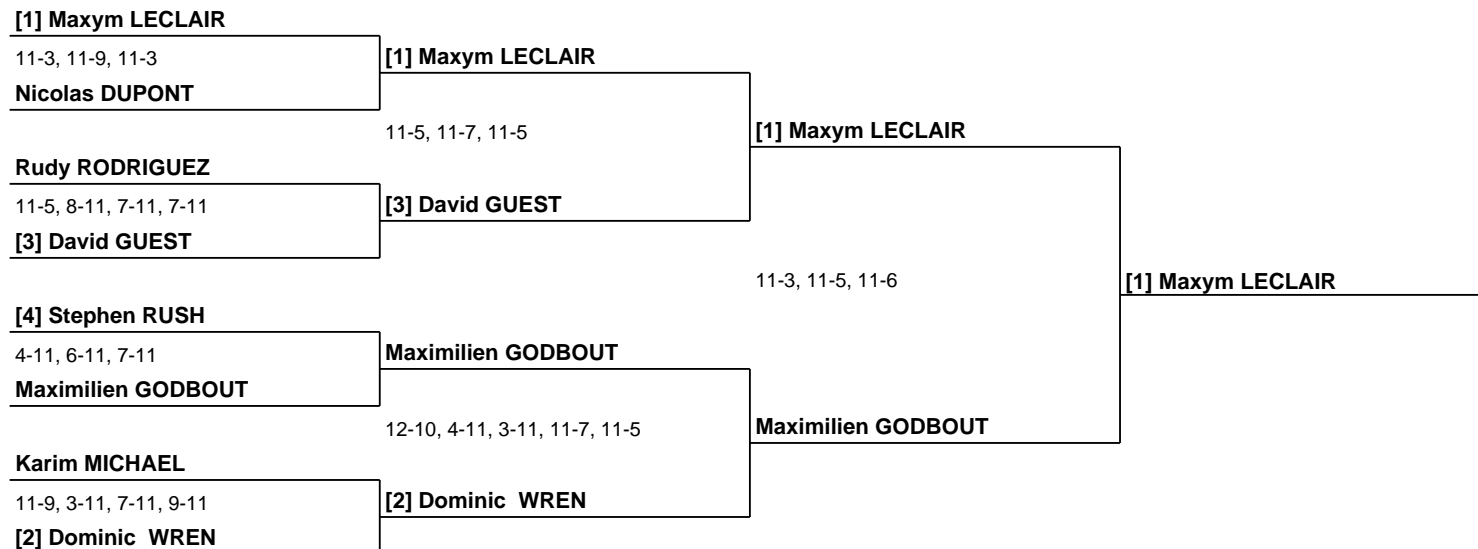 [1] Maxym LECLAIR
11-3, 11-9, 11-3
[1] Maxym LECLAIR
Nicolas DUPONT
11-5, 11-7, 11-5
[1] Maxym LECLAIR
Rudy RODRIGUEZ
11-5, 8-11, 7-11, 7-11
[3] David GUEST
[3] David GUEST
11-3, 11-5, 11-6
[1] Maxym LECLAIR
[4] Stephen RUSH
4-11, 6-11, 7-11
Maximilien GODBOUT
Maximilien GODBOUT
12-10, 4-11, 3-11, 11-7, 11-5
Maximilien GODBOUT
Karim MICHAEL
11-9, 3-11, 7-11, 9-11
[2] Dominic  WREN
[2] Dominic  WREN